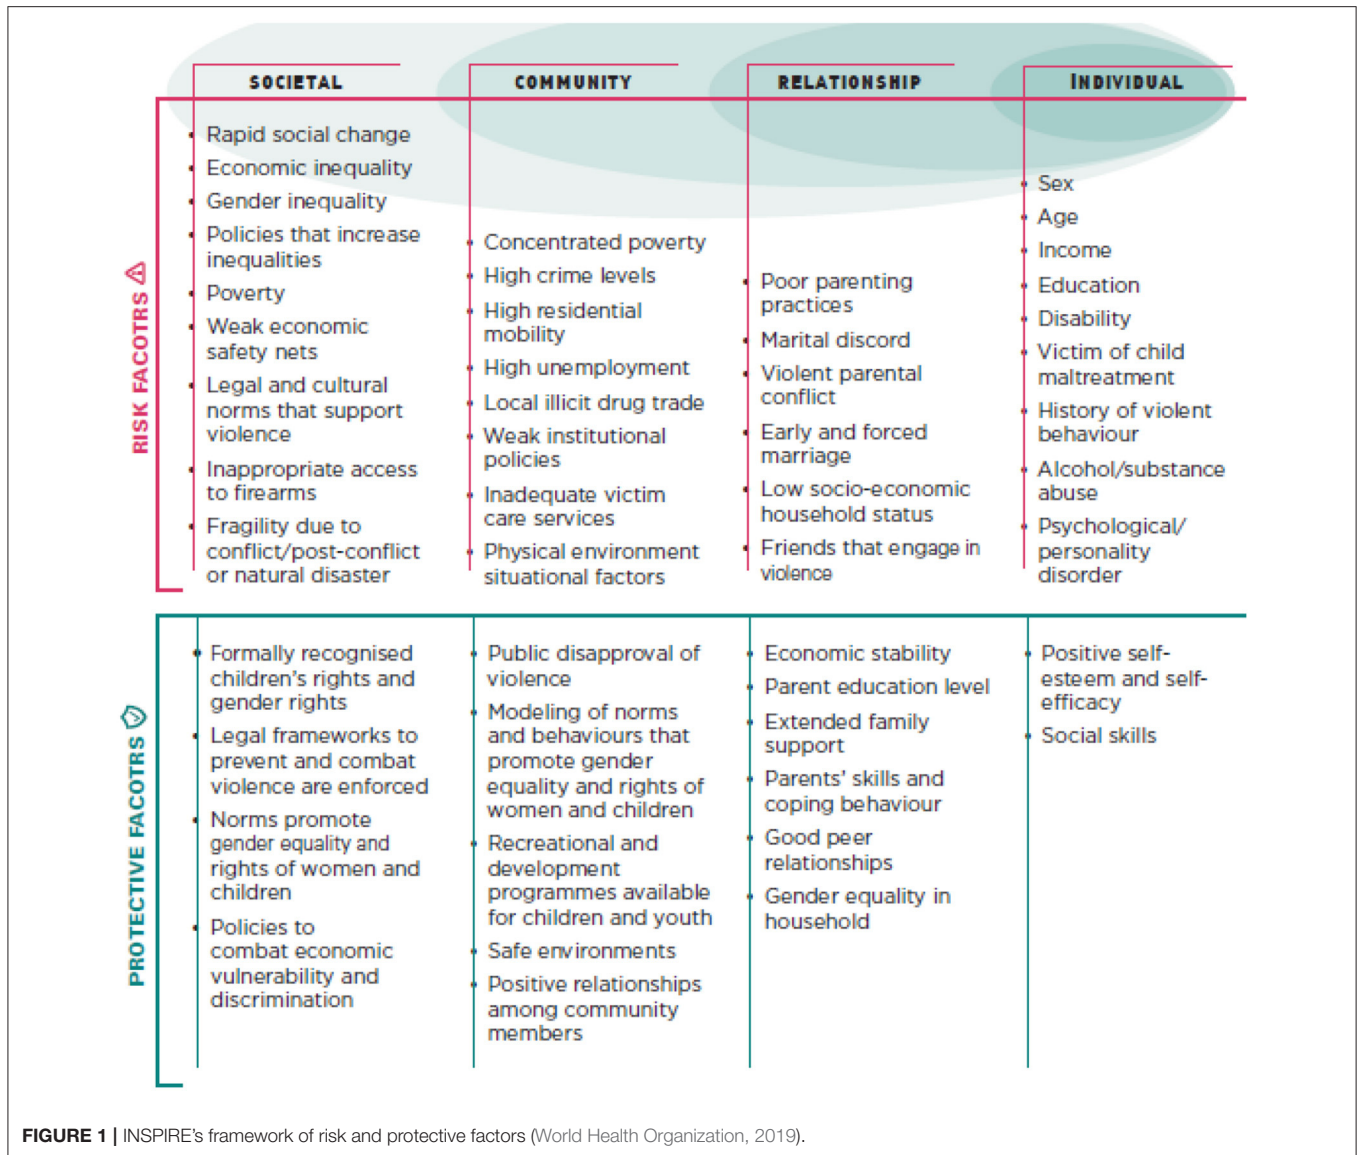 SOCIETAL
COMMUNITY
RELATIONSHIP
INDIVIDUAL
RISK FACOTRS
• Rapid social change
• Economic inequality
• Gender inequality
• Policies that increase
inequalities
• Poverty
• Weak economic
safety nets
• Legal and cultural
norms that support
violence
• Inappropriate access
to firearms
• Fragility due to
conflict/post-conflict
or natural disaster
• Concentrated poverty
• High crime levels
• High residential
mobility
• High unemployment
• Local illicit drug trade
• Weak institutional
policies
• Inadequate victim
care services
• Physical environment
situational factors
• Poor parenting
practices
• Marital discord
• Violent parental
conflict
• Early and forced
marriage
• Low socio-economic
household status
• Friends that engage in
violence
• Sex
• Age
• Income
• Education
• Disability
• Victim of child
maltreatment
• History of violent
behaviour
• Alcohol/substance
abuse
• Psychological/
personality
disorder
PROTECTIVE FACOTRS
• Formally recognised
children's rights and
gender rights
• Legal frameworks to
prevent and combat
violence are enforced
• Norms promote
gender equality and
rights of women and
children
• Policies to
combat economic
vulnerability and
discrimination
• Public disapproval of
violence
• Modeling of norms
and behaviours that
promote gender
equality and rights of
women and children
• Recreational and
development
programmes available
for children and youth
• Safe environments
• Positive relationships
among community
members
• Economic stability
• Parent education level
• Extended family
support
• Parents' skills and
coping behaviour
• Good peer
relationships
• Gender equality in
household
• Positive self-
esteem and self-
efficacy
• Social skills
FIGURE 1 | INSPIRE's framework of risk and protective factors (World Health Organization, 2019).